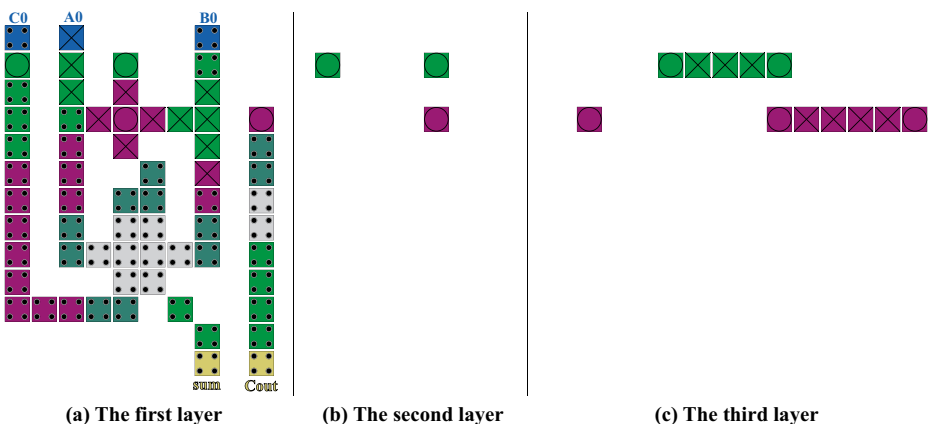 C0 A0 B0
sum Cout
(a) The first layer (b) The second layer (c) The third layer